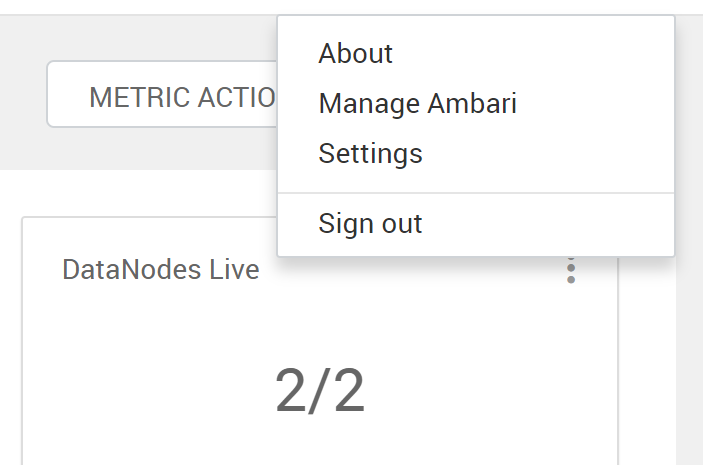 About
METRIC ACTIO
Manage Ambari
Settings
Sign out
DataNodes Live
2/2